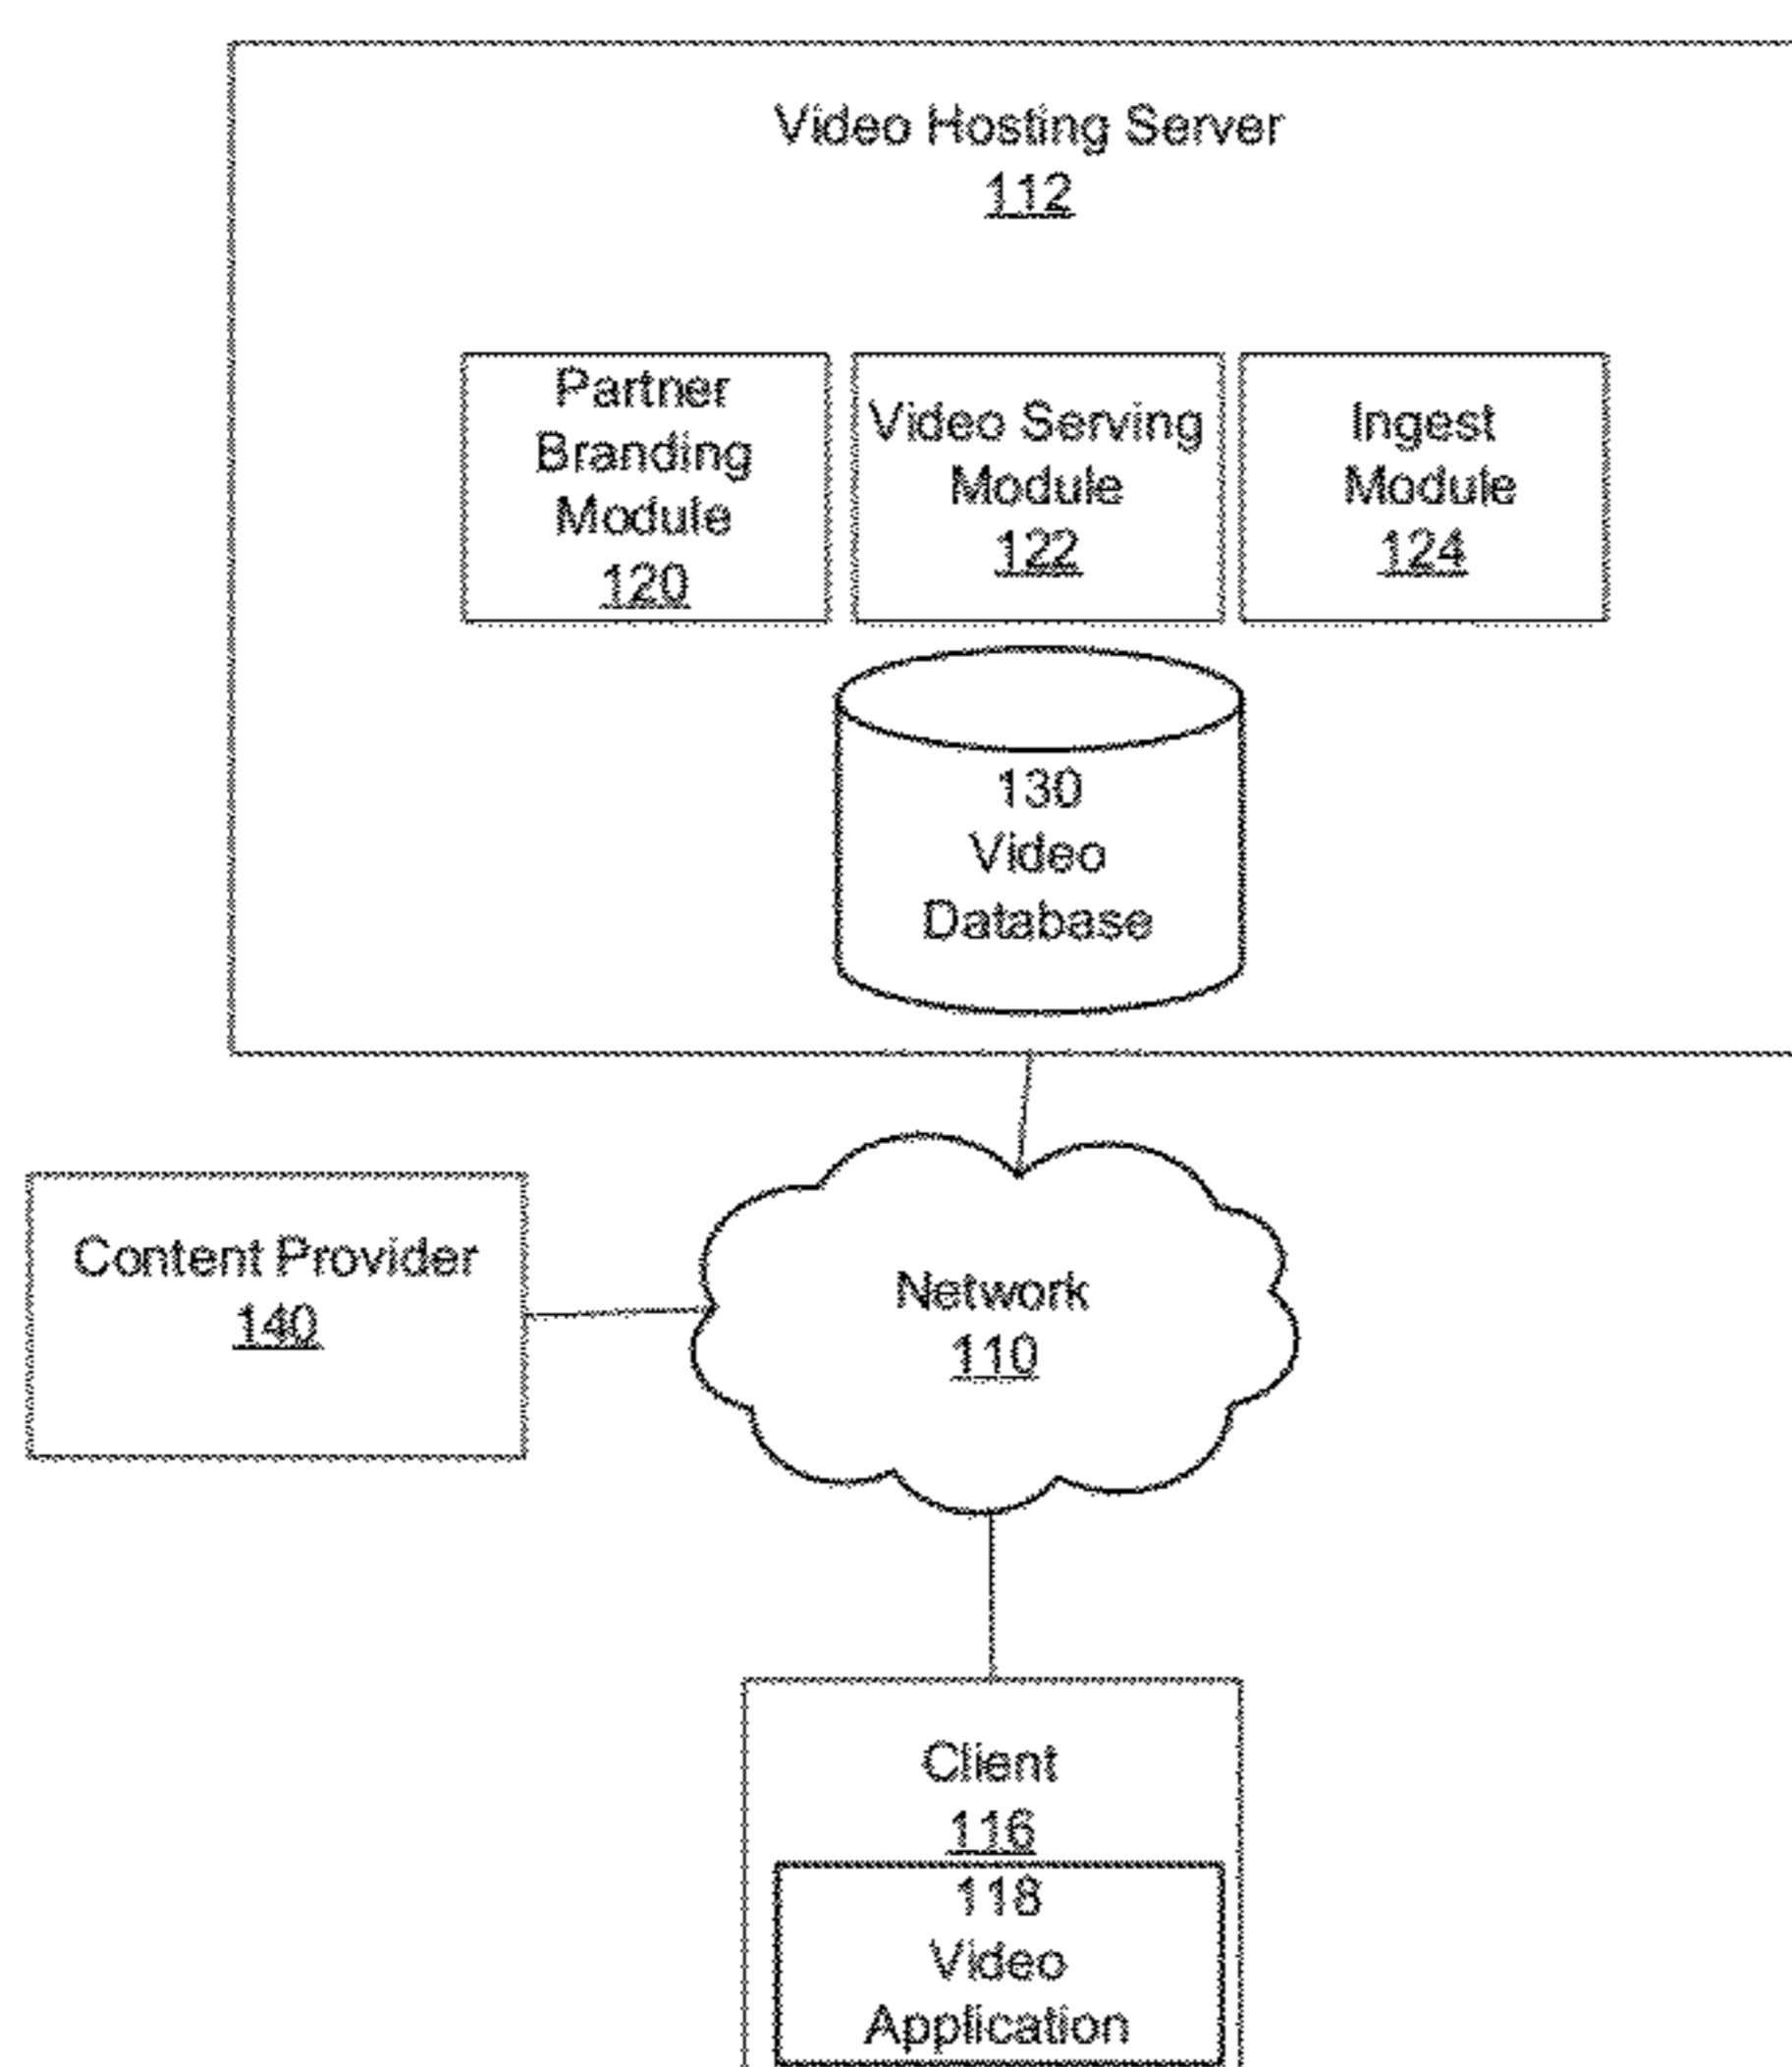 Video Hosting Server
112
Partner
Branding
Module
120
Video Serving
Module
122
Ingest
Module
124
130
Video
Database
Content Provider
140
Network
110
Client
116
118
Video
Application